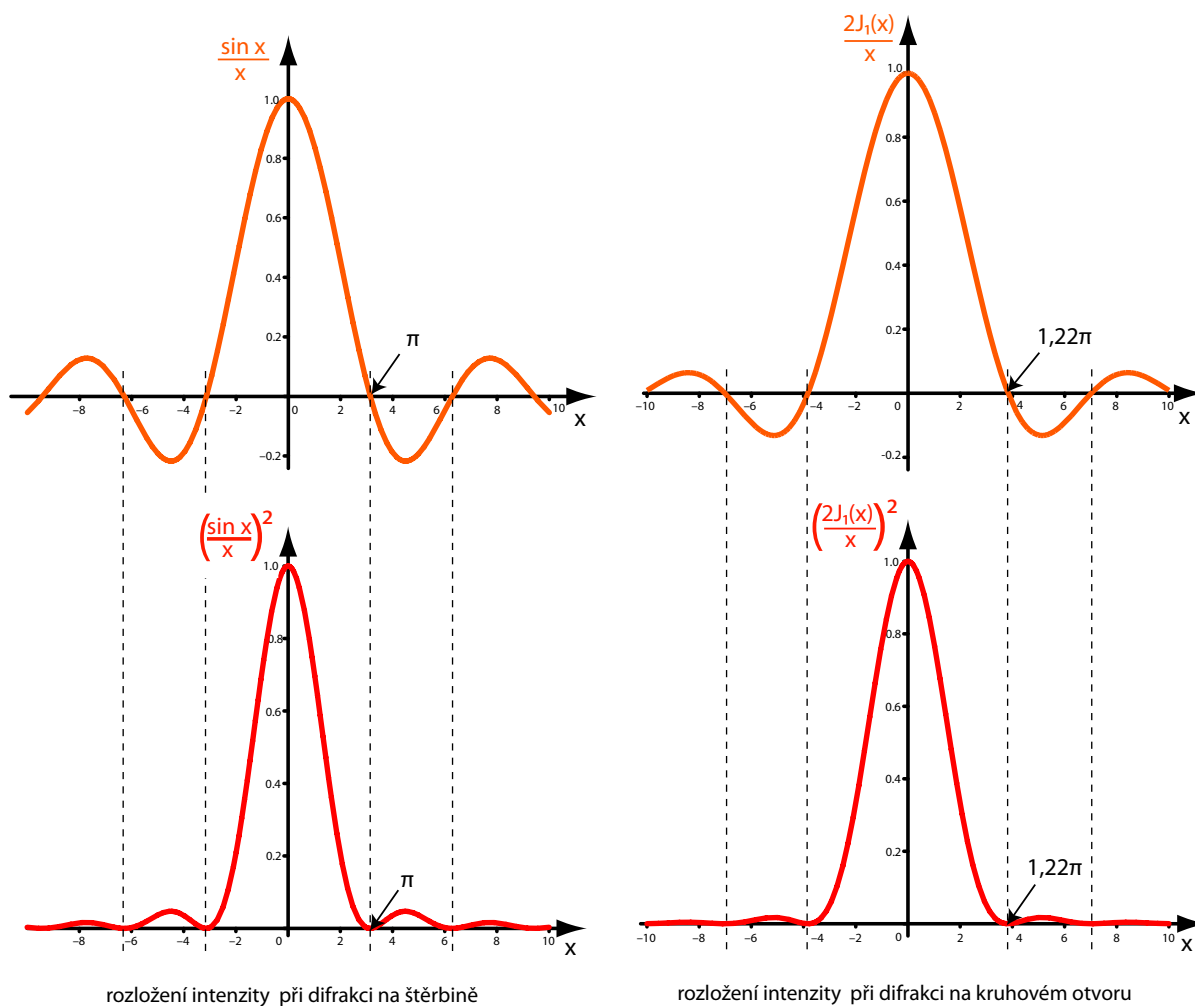 sin x
x
1.0
0.8
0.6
0.4
0.2
π
−8 −6 −4 −2 0 2 4 6 8 10
x
−0.2
2J₁(x)
x
1.0
0.8
0.6
0.4
0.2
1,22π
−10 −8 −6 −4 −2 0 2 4 6 8 10
x
-0.2
(sin x
x)²
1.0
0.8
0.6
0.4
0.2
π
−8 −6 −4 −2 0 2 4 6 8 10
x
rozložení intenzity při difrakci na štěrbině
(2J₁(x)
x)²
1.0
0.8
0.6
0.4
0.2
1,22π
−10 −8 −6 −4 −2 0 2 4 6 8 10
x
rozložení intenzity při difrakci na kruhovém otvoru